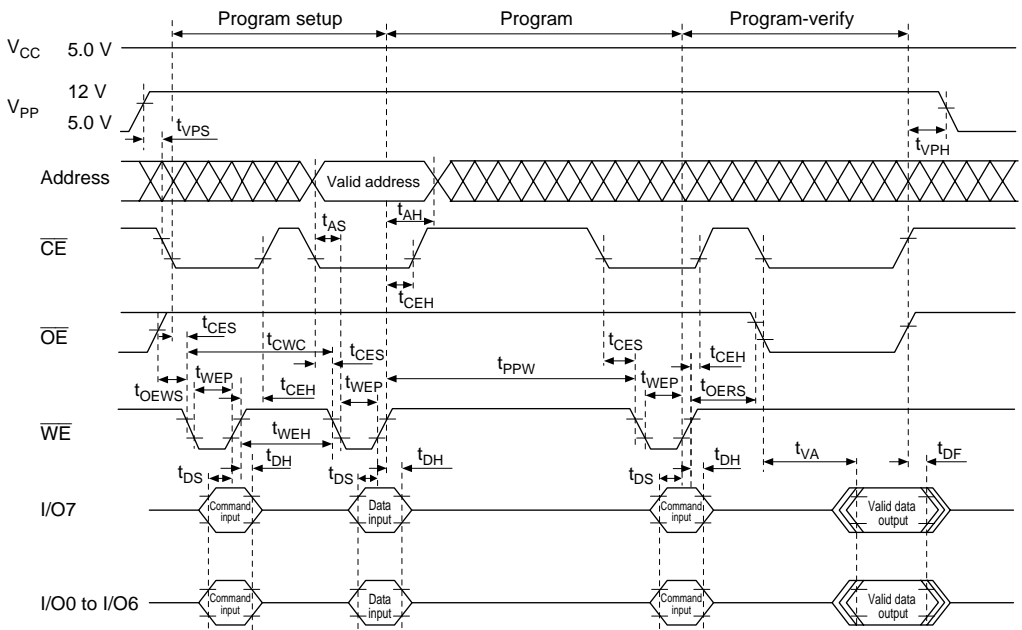 Program setup Program Program-verify
VCC 5.0 V
12 V
VPP
5.0 V
tVPS
tVPH
Address Valid address
tAS tAH
CE
tCEH
OE
tCES tCWC tCES tCES tCEH
tPPW
tOEWS tWEP tCEH tWEP tWEP tOERS
WE
tWEH
tDS tDH tDS tDH tDS tDH tVA tDF
I/O7 Command input Data input Command input Valid data output
I/O0 to I/O6 Command input Data input Command input Valid data output